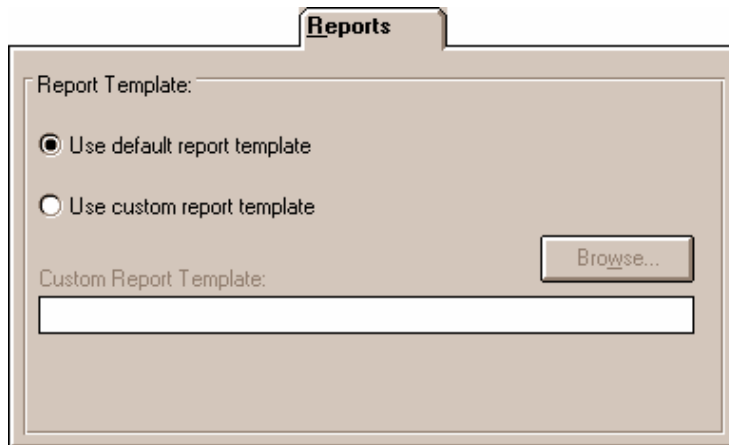 Reports
Report Template:
Use default report template
Use custom report template
Browse...
Custom Report Template: